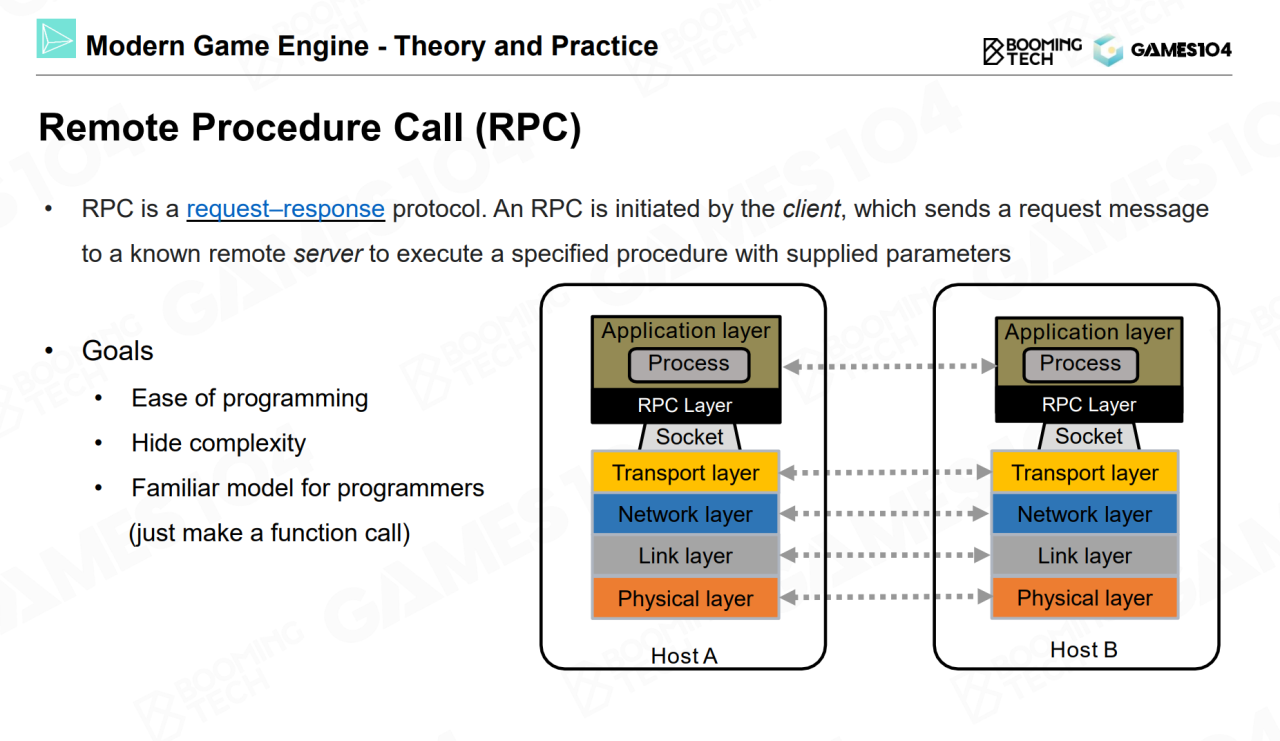 Modern Game Engine - Theory and Practice
BOOMING
TECH
GAMES104
Remote Procedure Call (RPC)
• RPC is a request–response protocol. An RPC is initiated by the client, which sends a request message
to a known remote server to execute a specified procedure with supplied parameters
• Goals
• Ease of programming
• Hide complexity
• Familiar model for programmers
(just make a function call)
Application layer
Process
RPC Layer
Socket
Transport layer
Network layer
Link layer
Physical layer
Host A
Application layer
Process
RPC Layer
Socket
Transport layer
Network layer
Link layer
Physical layer
Host B